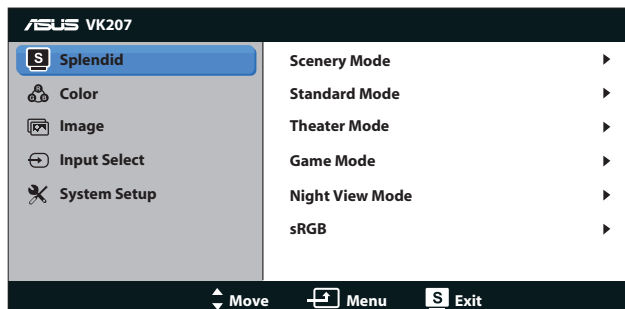 ASUS VK207
S Splendid
Color
Image
Input Select
System Setup
Scenery Mode
Standard Mode
Theater Mode
Game Mode
Night View Mode
sRGB
Move Menu S Exit